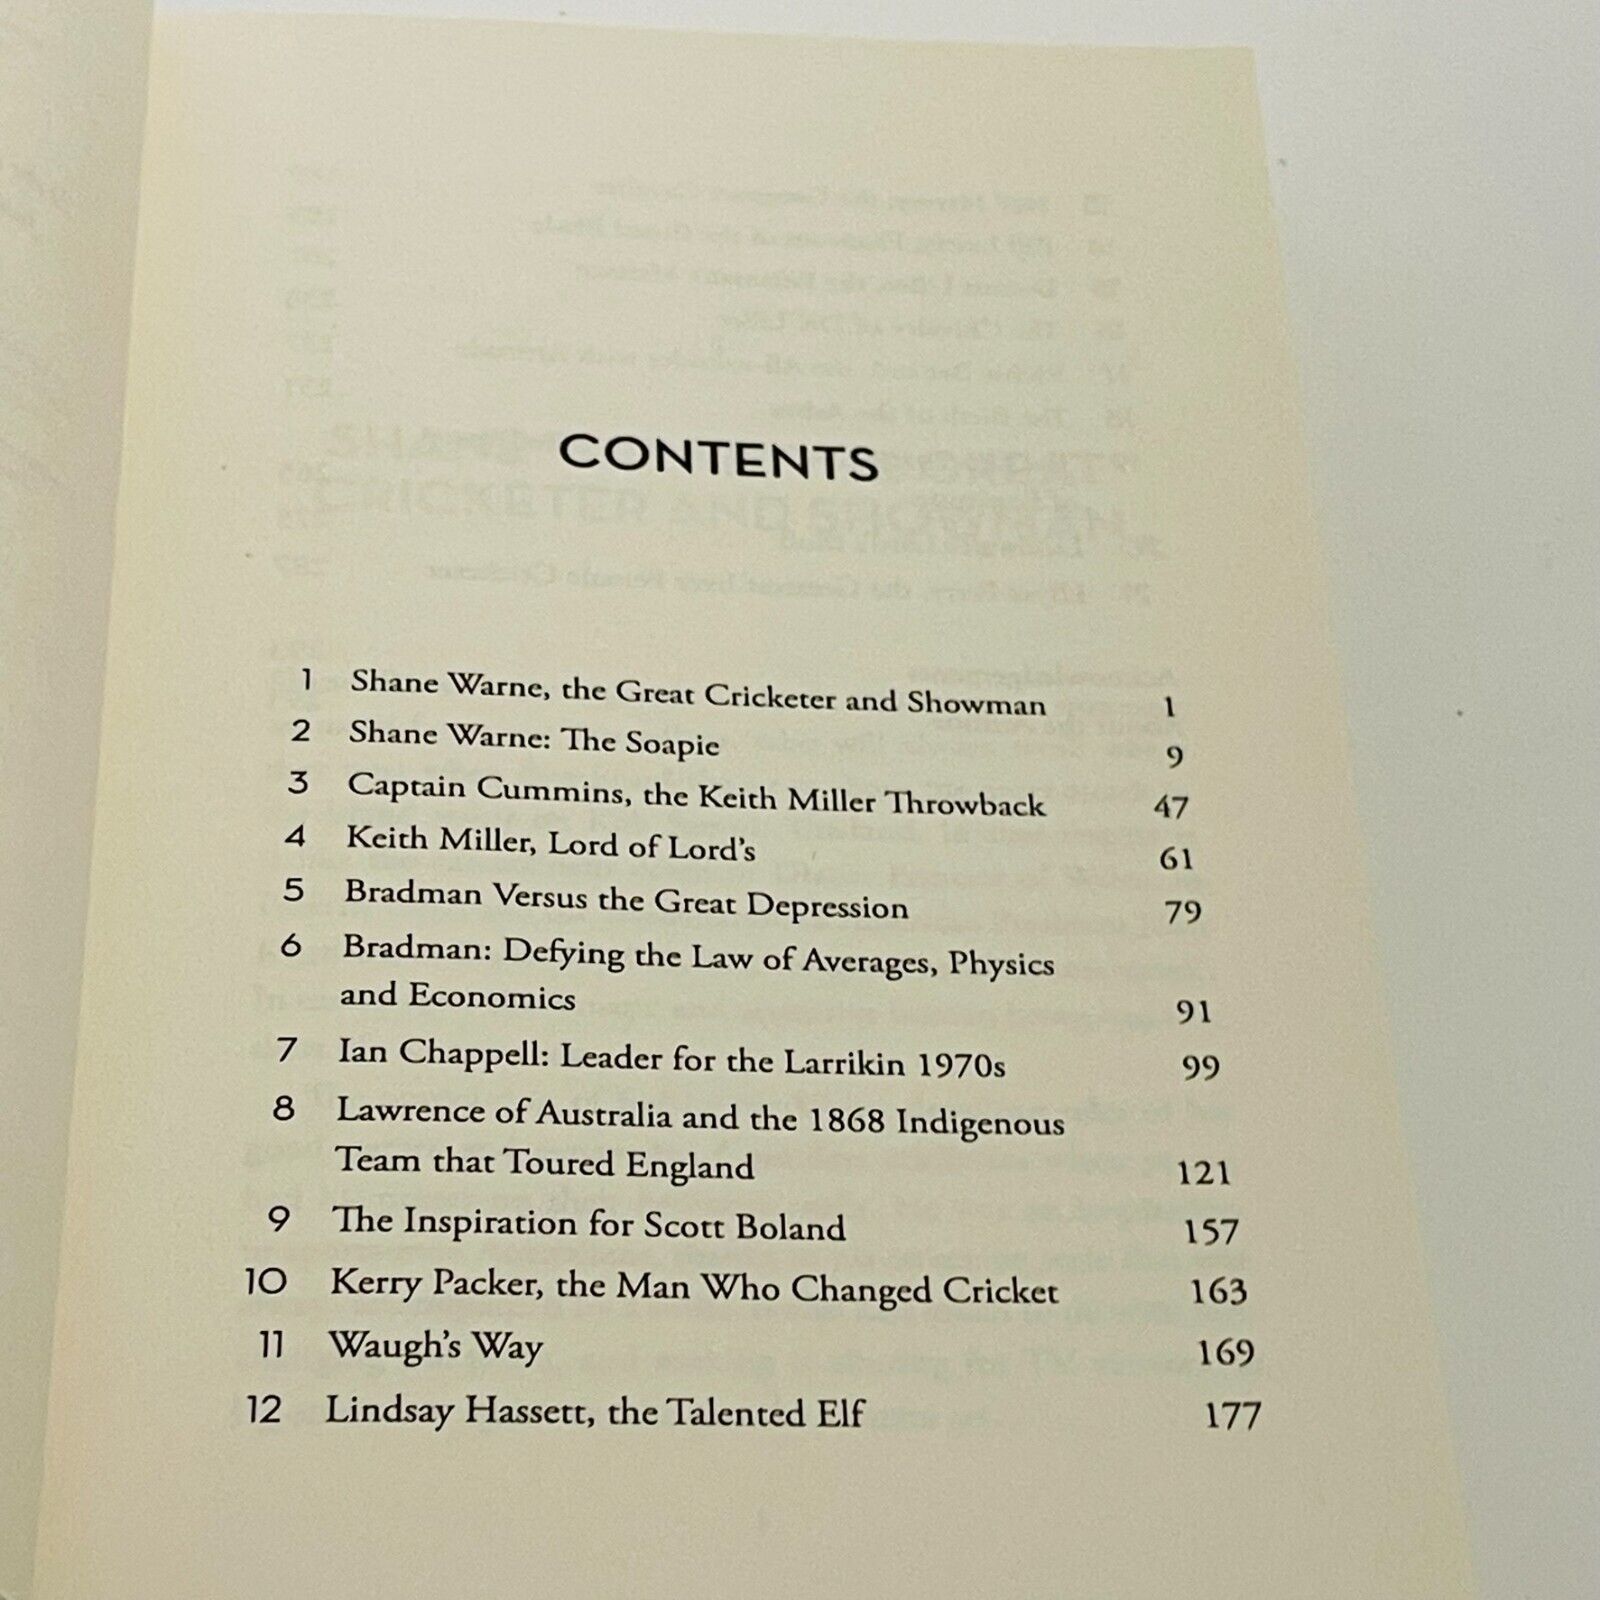 CONTENTS
1 Shane Warne, the Great Cricketer and Showman 1
2 Shane Warne: The Soapie 9
3 Captain Cummins, the Keith Miller Throwback 47
4 Keith Miller, Lord of Lord's 61
5 Bradman Versus the Great Depression 79
6 Bradman: Defying the Law of Averages, Physics
and Economics 91
7 Ian Chappell: Leader for the Larrikin 1970s 99
8 Lawrence of Australia and the 1868 Indigenous
Team that Toured England 121
9 The Inspiration for Scott Boland 157
10 Kerry Packer, the Man Who Changed Cricket 163
11 Waugh's Way 169
12 Lindsay Hassett, the Talented Elf 177